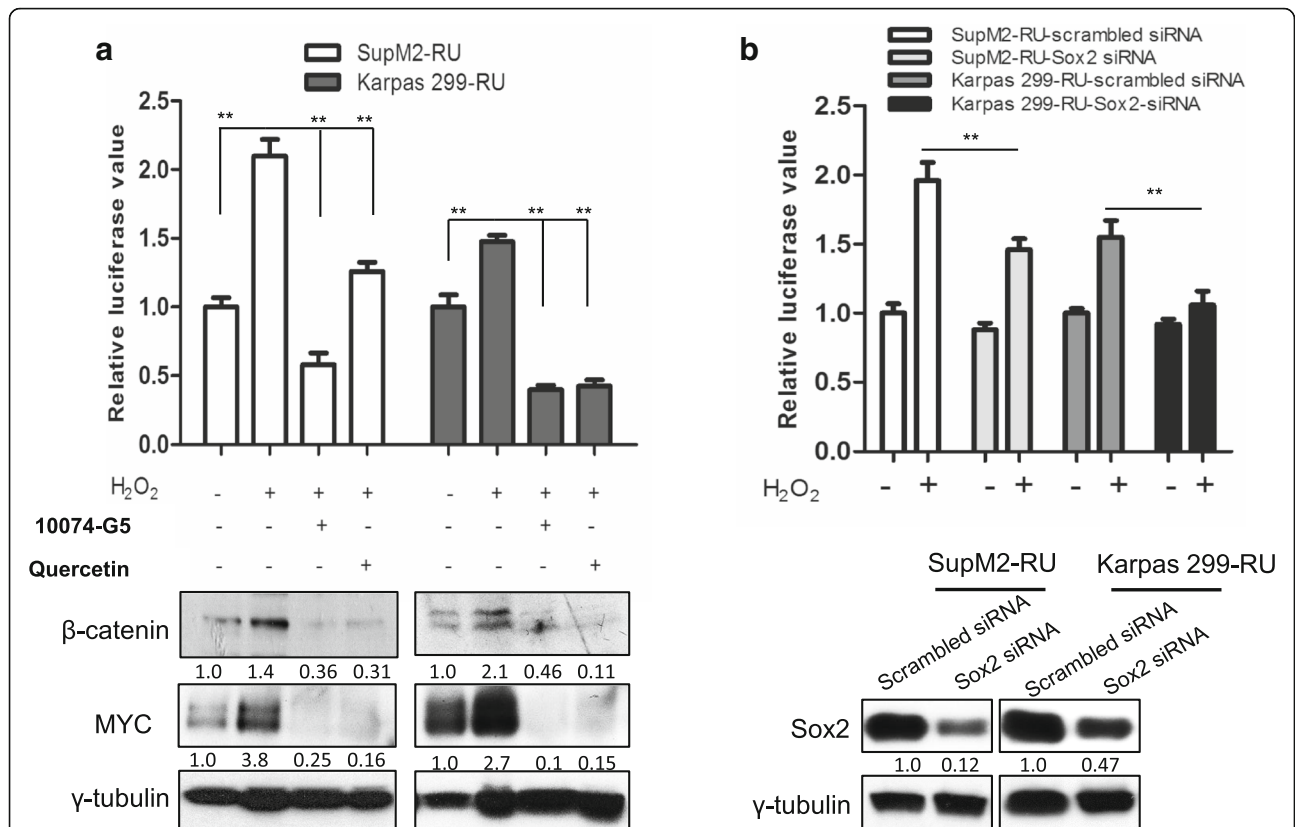 a
SupM2-RU
Karpas 299-RU
Relative luciferase value
2.5
2.0
1.5
1.0
0.5
0.0
** ** **
** ** **
H₂O₂ - + + + - + + +
10074-G5 - - + - - - + -
Quercetin - - - + - - - +
β-catenin
1.0 1.4 0.36 0.31 1.0 2.1 0.46 0.11
MYC
1.0 3.8 0.25 0.16 1.0 2.7 0.1 0.15
γ-tubulin
b
SupM2-RU-scrambled siRNA
SupM2-RU-Sox2 siRNA
Karpas 299-RU-scrambled siRNA
Karpas 299-RU-Sox2-siRNA
Relative luciferase value
2.5
2.0
1.5
1.0
0.5
0.0
**
**
H₂O₂ - + - + - + - +
SupM2-RU Karpas 299-RU
Scrambled siRNA Sox2 siRNA Scrambled siRNA Sox2 siRNA
Sox2
1.0 0.12 1.0 0.47
γ-tubulin